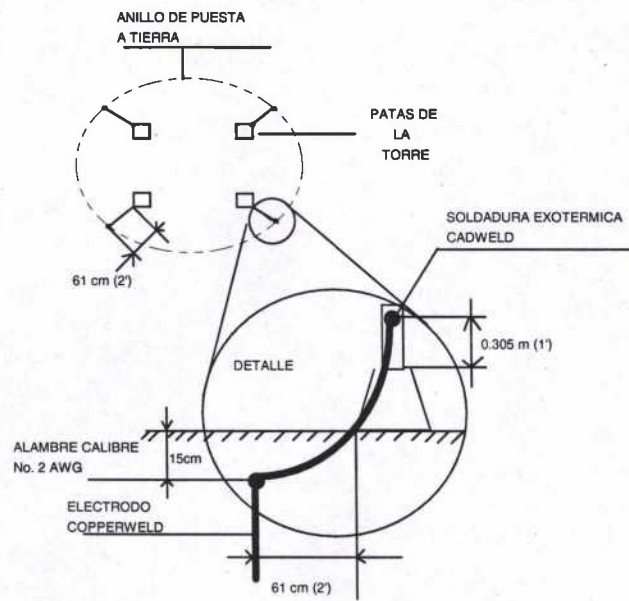 ANILLO DE PUESTA
A TIERRA
PATAS DE
LA
TORRE
SOLDADURA EXOTERMICA
CADWELD
61 cm (2')
0.305 m (1')
DETALLE
ALAMBRE CALIBRE
No. 2 AWG
15cm
ELECTRODO
COPPERWELD
61 cm (2')